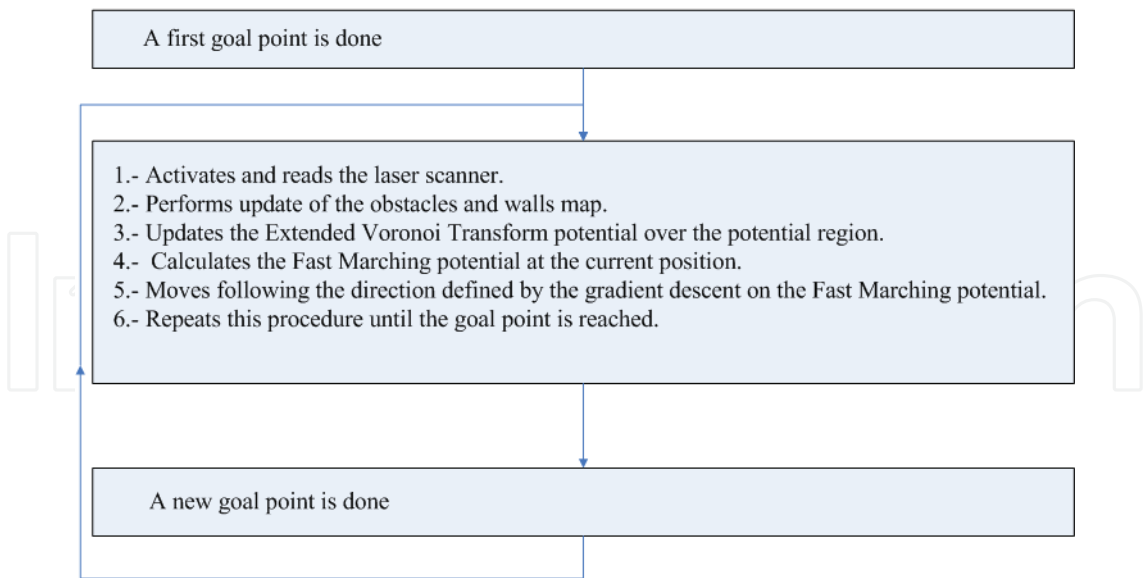 A first goal point is done
1.- Activates and reads the laser scanner.
2.- Performs update of the obstacles and walls map.
3.- Updates the Extended Voronoi Transform potential over the potential region.
4.- Calculates the Fast Marching potential at the current position.
5.- Moves following the direction defined by the gradient descent on the Fast Marching potential.
6.- Repeats this procedure until the goal point is reached.
A new goal point is done